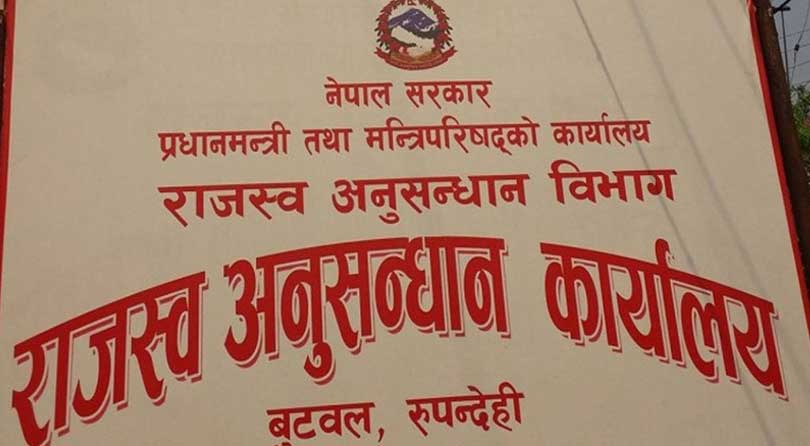 नेपाल सरकार
प्रधानमन्त्री तथा मन्त्रिपरिषद्को कार्यालय
राजस्व अनुसन्धान विभाग
राजस्व अनुसन्धान कार्यालय
बुटवल, रुपन्देही